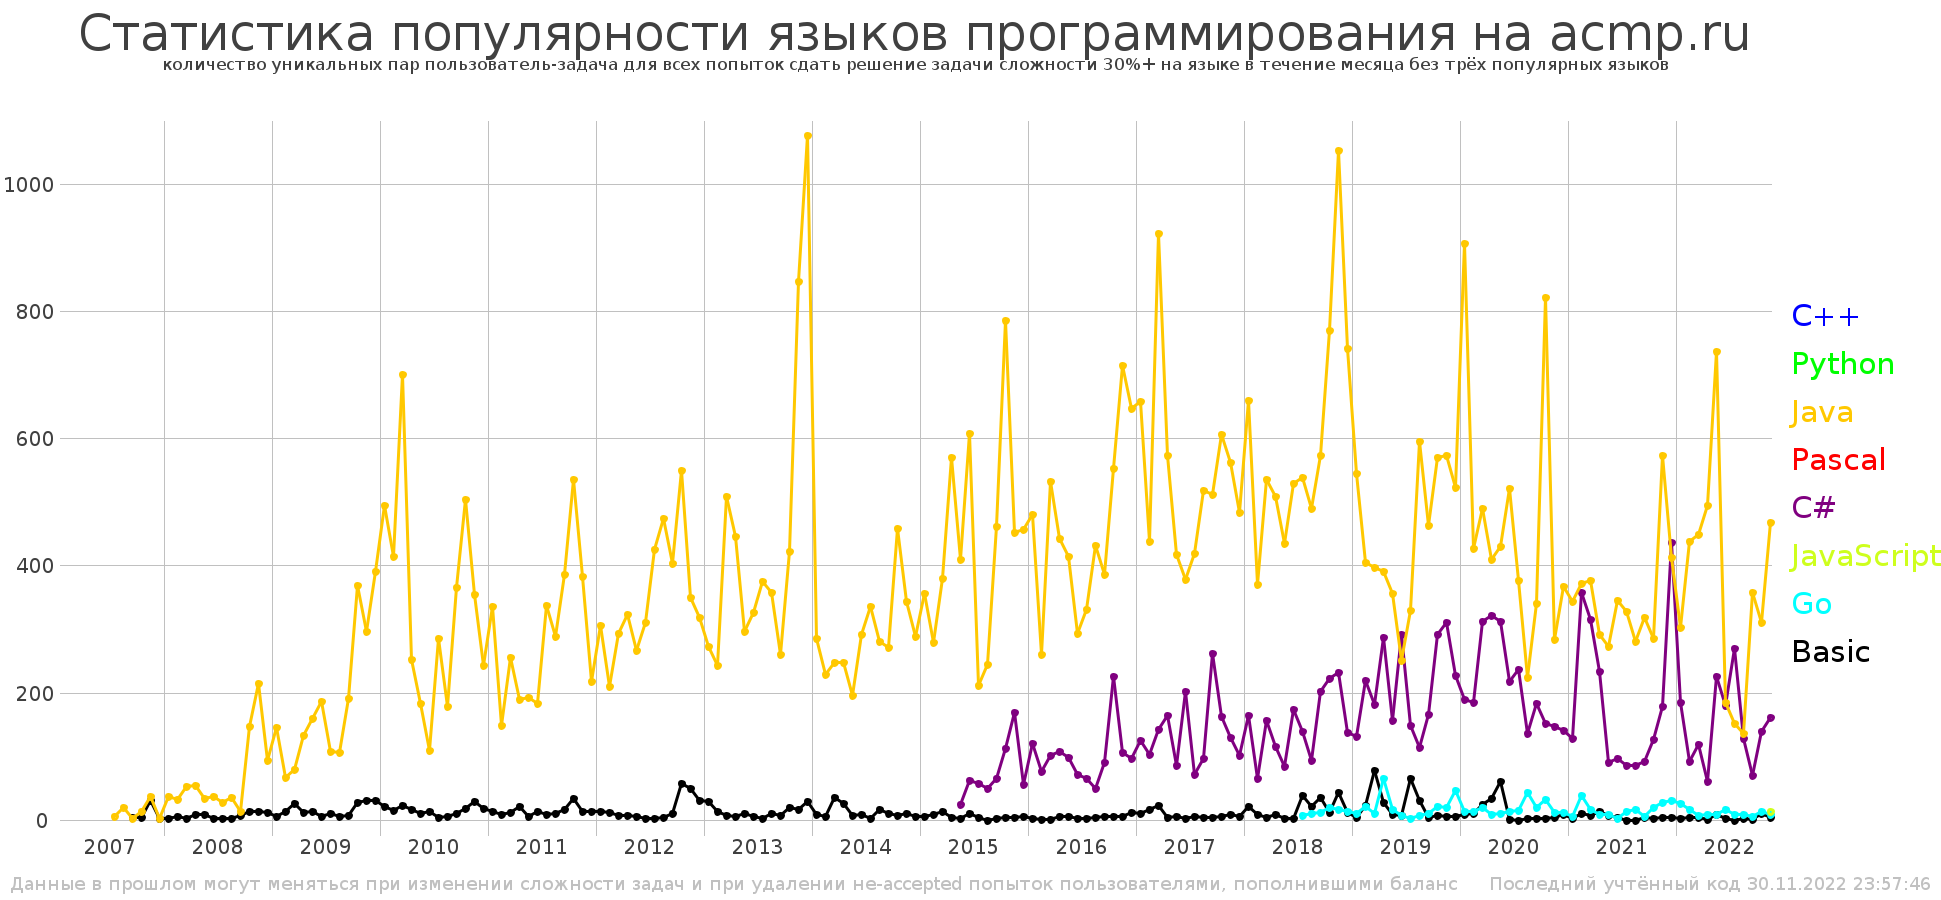 Статистика популярности языков программирования на acmp.ru
количество уникальных пар пользователь-задача для всех попыток сдать решение задачи сложности 30%+ на языке в течение месяца без трёх популярных языков
1000
800
600
400
200
0
C++
Python
Java
Pascal
C#
JavaScript
Go
Basic
2007 2008 2009 2010 2011 2012 2013 2014 2015 2016 2017 2018 2019 2020 2021 2022
Данные в прошлом могут меняться при изменении сложности задач и при удалении не-accepted попыток пользователями, пополнившими баланс Последний учтённый код 30.11.2022 23:57:46